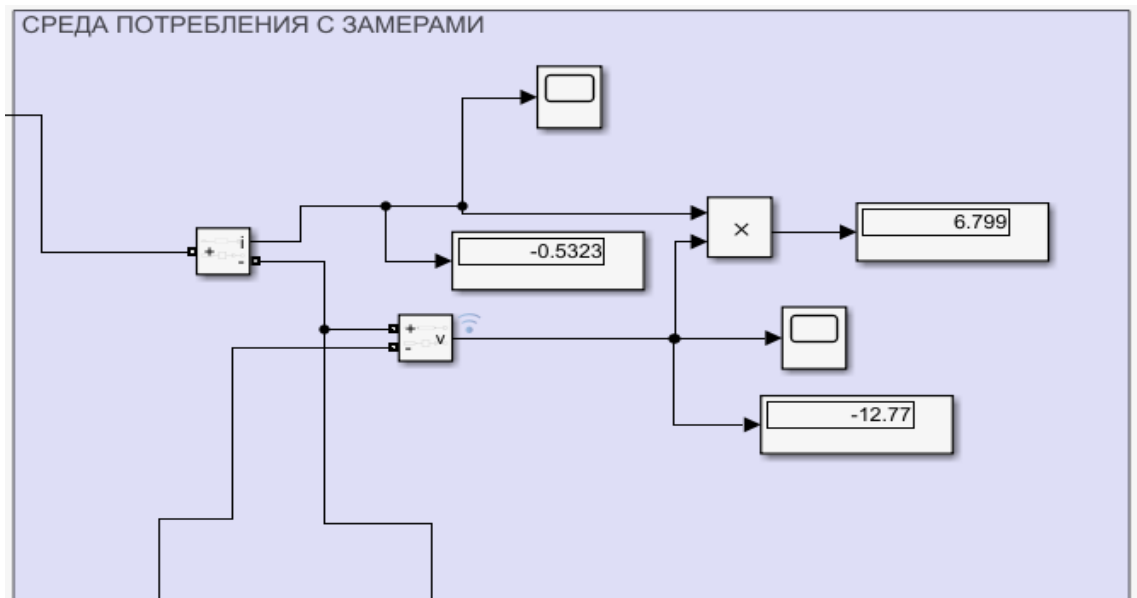 СРЕДА ПОТРЕБЛЕНИЯ С ЗАМЕРАМИ
×
6.799
i
+
-
-0.5323
+
v
-
-12.77